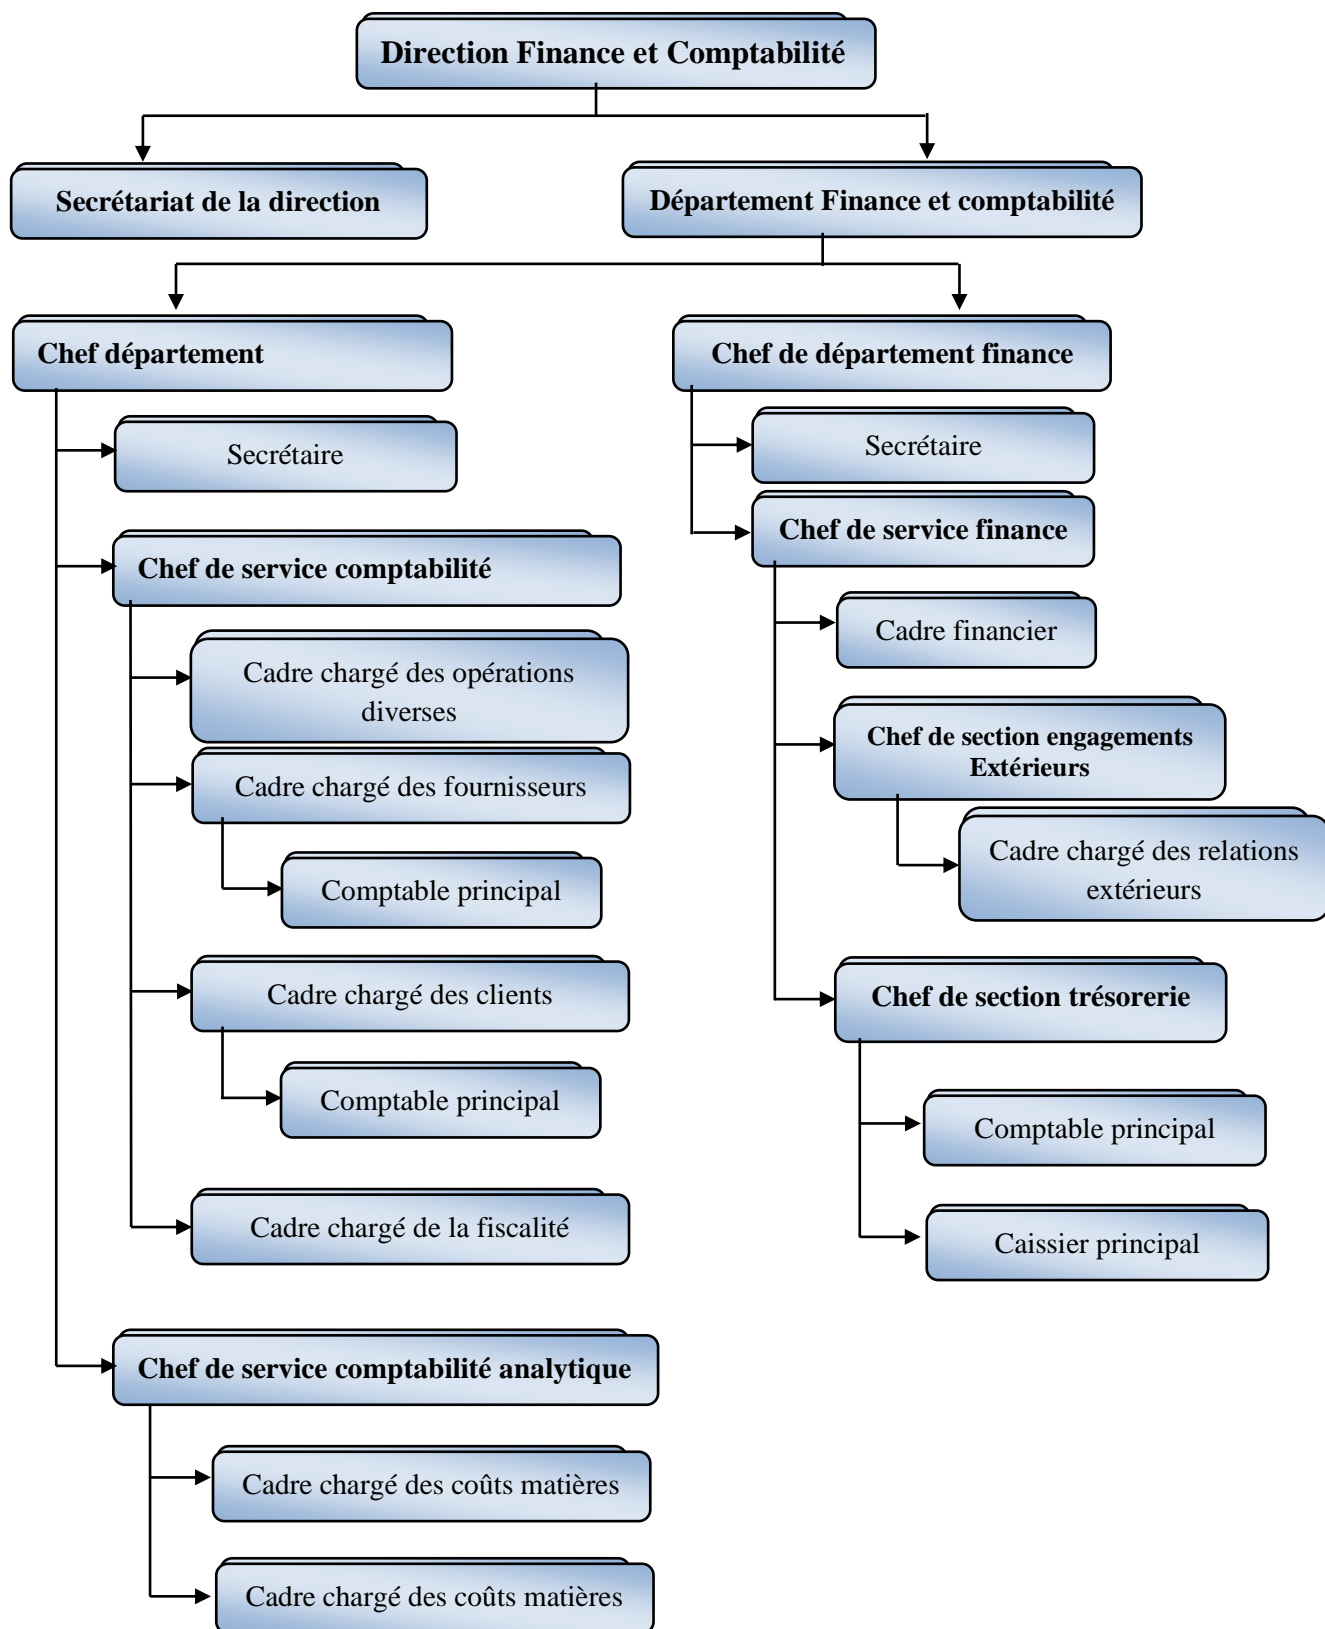 Direction Finance et Comptabilité
Secrétariat de la direction
Département Finance et comptabilité
Chef département
Secrétaire
Chef de service comptabilité
Cadre chargé des opérations
diverses
Cadre chargé des fournisseurs
Comptable principal
Cadre chargé des clients
Comptable principal
Cadre chargé de la fiscalité
Chef de service comptabilité analytique
Cadre chargé des coûts matières
Cadre chargé des coûts matières
Chef de département finance
Secrétaire
Chef de service finance
Cadre financier
Chef de section engagements
Extérieurs
Cadre chargé des relations
extérieurs
Chef de section trésorerie
Comptable principal
Caissier principal